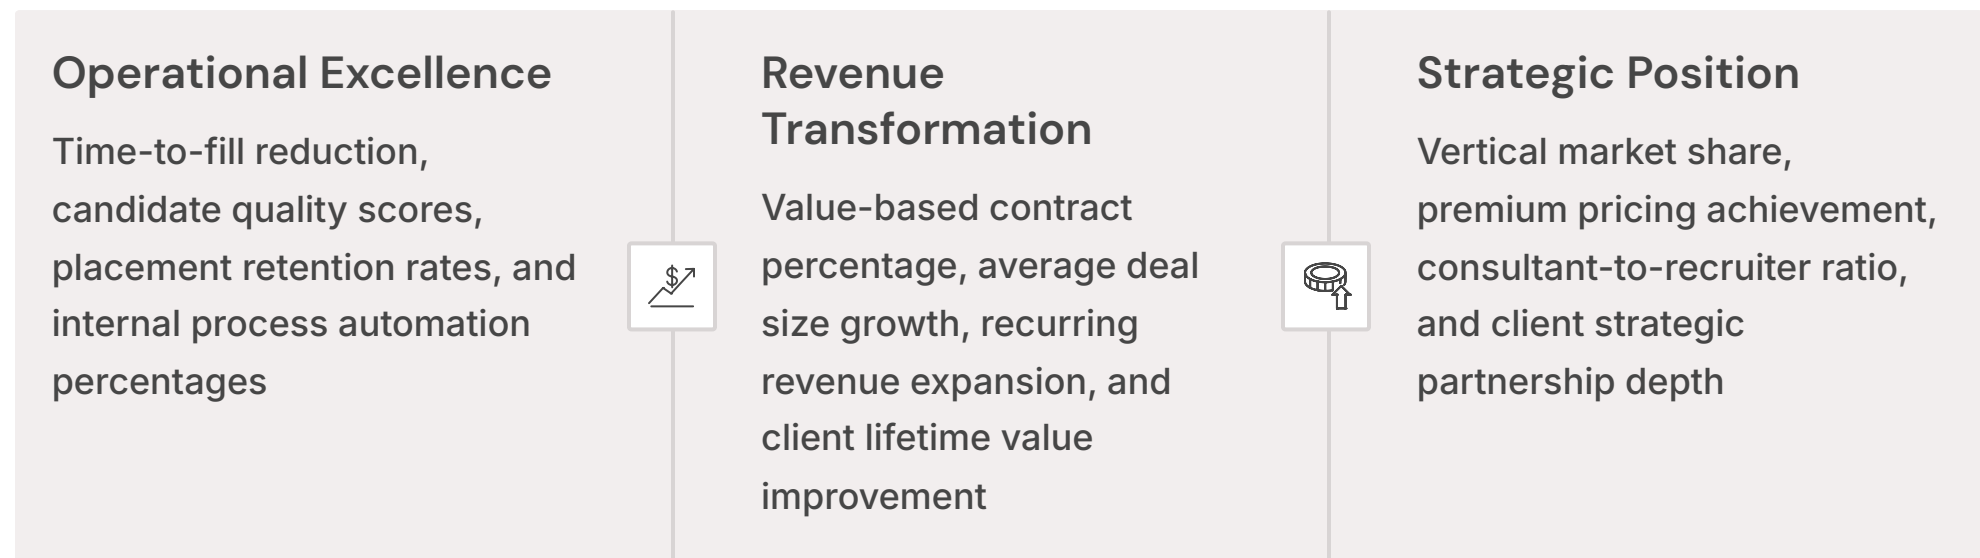 Operational Excellence
Time-to-fill reduction,
candidate quality scores,
placement retention rates, and
internal process automation
percentages
$
Revenue
Transformation
Value-based contract
percentage, average deal
size growth, recurring
revenue expansion, and
client lifetime value
improvement
Strategic Position
Vertical market share,
premium pricing achievement,
consultant-to-recruiter ratio,
and client strategic
partnership depth